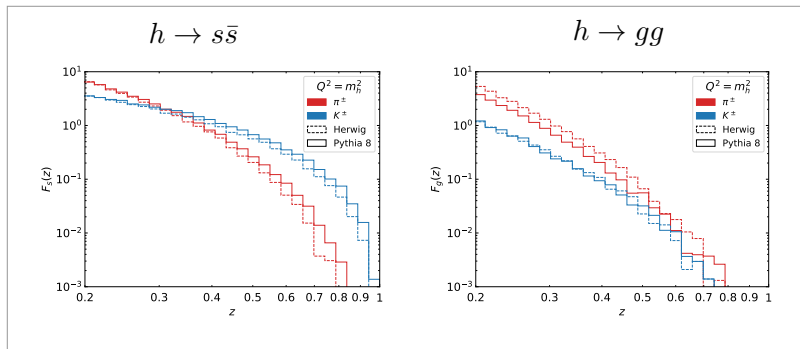 h → ss̄
h → gg
Q² = m_h²
π±
K±
Herwig
Pythia 8
F_s(z)
10¹
10⁰
10⁻¹
10⁻²
10⁻³
0.2 0.3 0.4 0.5 0.6 0.7 0.8 0.9 1
z
Q² = m_h²
π±
K±
Herwig
Pythia 8
F_g(z)
10¹
10⁰
10⁻¹
10⁻²
10⁻³
0.2 0.3 0.4 0.5 0.6 0.7 0.8 0.9 1
z